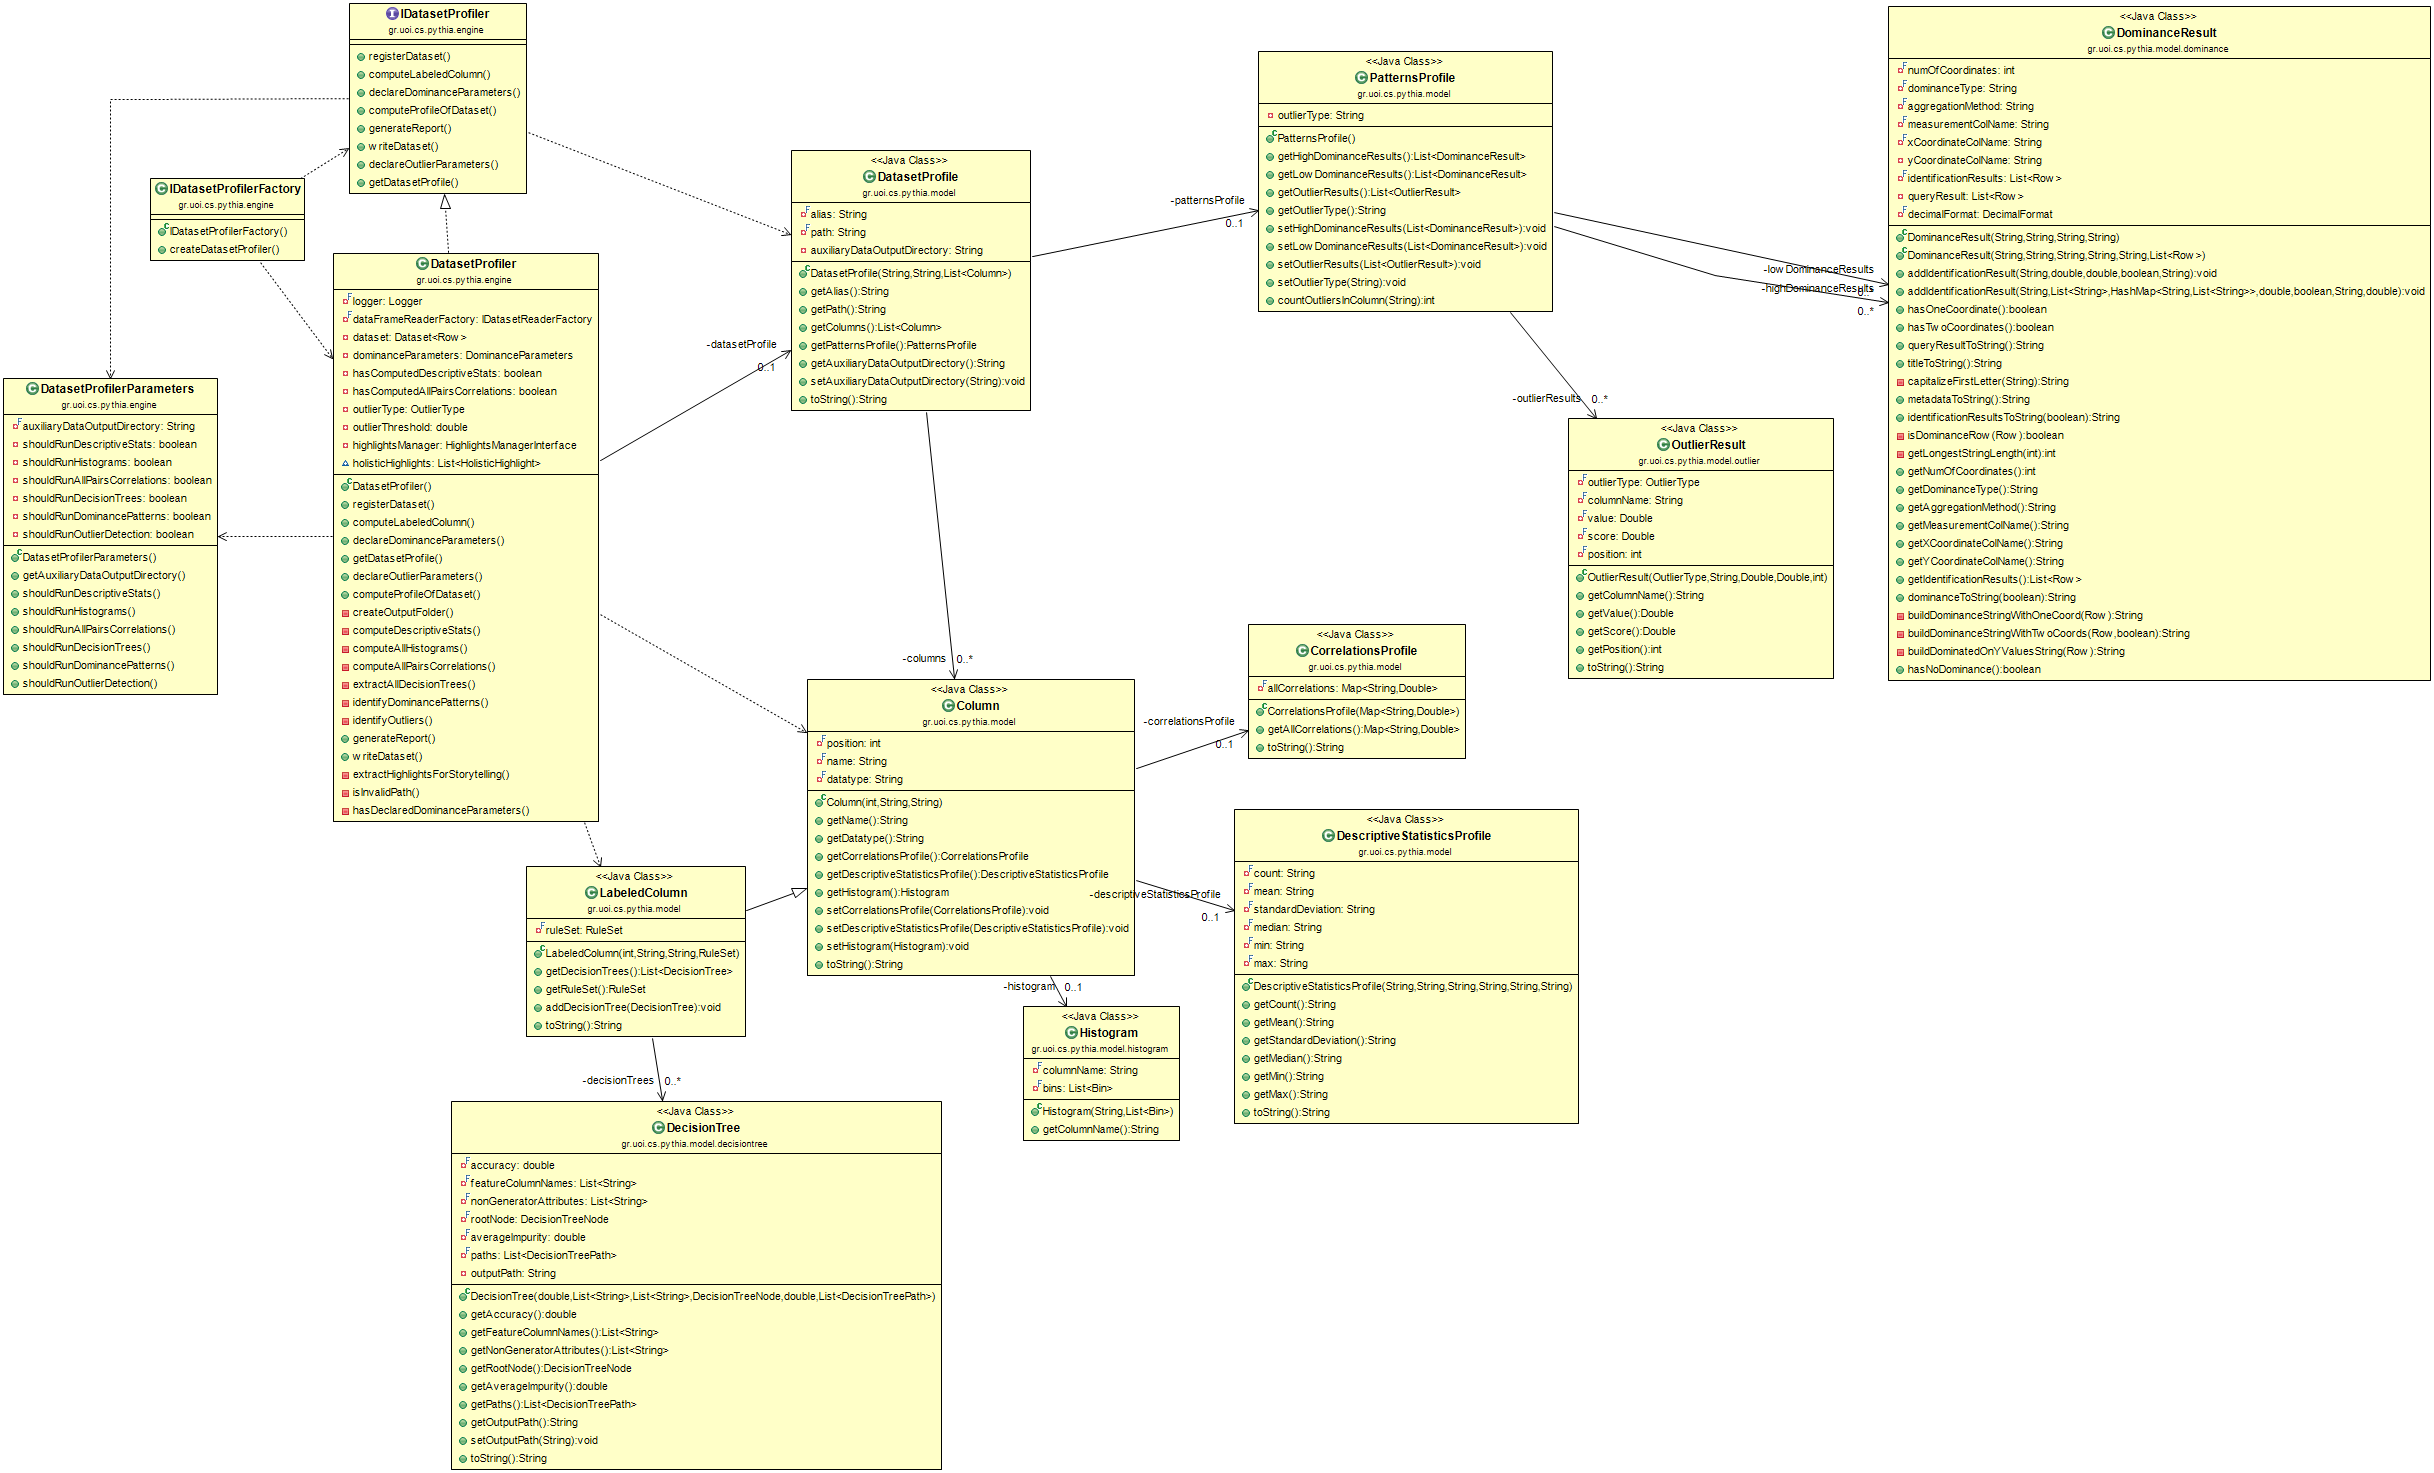 IDatasetProfiler
gr.uoi.cs.pythia.engine
registerDataset()
computeLabeledColumn()
declareDominanceParameters()
computeProfileOfDataset()
generateReport()
writeDataset()
declareOutlierParameters()
getDatasetProfile()
IDatasetProfilerFactory
gr.uoi.cs.pythia.engine
IDatasetProfilerFactory()
createDatasetProfiler()
DatasetProfiler
gr.uoi.cs.pythia.engine
logger: Logger
dataFrameReaderFactory: IDatasetReaderFactory
dataset: Dataset<Row>
dominanceParameters: DominanceParameters
hasComputedDescriptiveStats: boolean
hasComputedAllPairsCorrelations: boolean
outlierType: OutlierType
outlierThreshold: double
highlightsManager: HighlightsManagerInterface
holisticHighlights: List<HolisticHighlight>
DatasetProfiler()
registerDataset()
computeLabeledColumn()
declareDominanceParameters()
getDatasetProfile()
declareOutlierParameters()
computeProfileOfDataset()
createOutputFolder()
computeDescriptiveStats()
computeAllHistograms()
computeAllPairsCorrelations()
extractAllDecisionTrees()
identifyDominancePatterns()
identifyOutliers()
generateReport()
writeDataset()
extractHighlightsForStorytelling()
isInvalidPath()
hasDeclaredDominanceParameters()
DatasetProfilerParameters
gr.uoi.cs.pythia.engine
auxiliaryDataOutputDirectory: String
shouldRunDescriptiveStats: boolean
shouldRunHistograms: boolean
shouldRunAllPairsCorrelations: boolean
shouldRunDecisionTrees: boolean
shouldRunDominancePatterns: boolean
shouldRunOutlierDetection: boolean
DatasetProfilerParameters()
getAuxiliaryDataOutputDirectory()
shouldRunDescriptiveStats()
shouldRunHistograms()
shouldRunAllPairsCorrelations()
shouldRunDecisionTrees()
shouldRunDominancePatterns()
shouldRunOutlierDetection()
-datasetProfile
0..1
<<Java Class>>
DatasetProfile
gr.uoi.cs.pythia.model
alias: String
path: String
auxiliaryDataOutputDirectory: String
DatasetProfile(String,String,List<Column>)
getAlias():String
getPath():String
getColumns():List<Column>
getPatternsProfile():PatternsProfile
getAuxiliaryDataOutputDirectory():String
setAuxiliaryDataOutputDirectory(String):void
toString():String
-patternsProfile
0..1
<<Java Class>>
PatternsProfile
gr.uoi.cs.pythia.model
outlierType: String
PatternsProfile()
getHighDominanceResults():List<DominanceResult>
getLowDominanceResults():List<DominanceResult>
getOutlierResults():List<OutlierResult>
getOutlierType():String
setHighDominanceResults(List<DominanceResult>):void
setLowDominanceResults(List<DominanceResult>):void
setOutlierResults(List<OutlierResult>):void
setOutlierType(String):void
countOutliersInColumn(String):int
-lowDominanceResults
0..*
-highDominanceResults
0..*
<<Java Class>>
DominanceResult
gr.uoi.cs.pythia.model.dominance
numOfCoordinates: int
dominanceType: String
aggregationMethod: String
measurementColName: String
xCoordinateColName: String
yCoordinateColName: String
identificationResults: List<Row>
queryResult: List<Row>
decimalFormat: DecimalFormat
DominanceResult(String,String,String,String)
DominanceResult(String,String,String,String,String,List<Row>)
addIdentificationResult(String,double,double,boolean,String):void
addIdentificationResult(String,List<String>,HashMap<String,List<String>>,double,boolean,String,double):void
hasOneCoordinate():boolean
hasTwoCoordinates():boolean
queryResultToString():String
titleToString():String
capitalizeFirstLetter(String):String
metadataToString():String
identificationResultsToString(boolean):String
isDominanceRow(Row):boolean
getLongestStringLength(int):int
getNumOfCoordinates():int
getDominanceType():String
getAggregationMethod():String
getMeasurementColName():String
getXCoordinateColName():String
getYCoordinateColName():String
getIdentificationResults():List<Row>
dominanceToString(boolean):String
buildDominanceStringWithOneCoord(Row):String
buildDominanceStringWithTwoCoords(Row,boolean):String
buildDominatedOnYValuesString(Row):String
hasNoDominance():boolean
-outlierResults
0..*
<<Java Class>>
OutlierResult
gr.uoi.cs.pythia.model.outlier
outlierType: OutlierType
columnName: String
value: Double
score: Double
position: int
OutlierResult(OutlierType,String,Double,Double,int)
getColumnName():String
getValue():Double
getScore():Double
getPosition():int
toString():String
-columns
0..*
<<Java Class>>
Column
gr.uoi.cs.pythia.model
position: int
name: String
datatype: String
Column(int,String,String)
getName():String
getDatatype():String
getCorrelationsProfile():CorrelationsProfile
getDescriptiveStatisticsProfile():DescriptiveStatisticsProfile
getHistogram():Histogram
setCorrelationsProfile(CorrelationsProfile):void
setDescriptiveStatisticsProfile(DescriptiveStatisticsProfile):void
setHistogram(Histogram):void
toString():String
-correlationsProfile
0..1
<<Java Class>>
CorrelationsProfile
gr.uoi.cs.pythia.model
allCorrelations: Map<String,Double>
CorrelationsProfile(Map<String,Double>)
getAllCorrelations():Map<String,Double>
toString():String
-descriptiveStatisticsProfile
0..1
<<Java Class>>
DescriptiveStatisticsProfile
gr.uoi.cs.pythia.model
count: String
mean: String
standardDeviation: String
median: String
min: String
max: String
DescriptiveStatisticsProfile(String,String,String,String,String,String)
getCount():String
getMean():String
getStandardDeviation():String
getMedian():String
getMin():String
getMax():String
toString():String
-histogram
0..1
<<Java Class>>
Histogram
gr.uoi.cs.pythia.model.histogram
columnName: String
bins: List<Bin>
Histogram(String,List<Bin>)
getColumnName():String
<<Java Class>>
LabeledColumn
gr.uoi.cs.pythia.model
ruleSet: RuleSet
LabeledColumn(int,String,String,RuleSet)
getDecisionTrees():List<DecisionTree>
getRuleSet():RuleSet
addDecisionTree(DecisionTree):void
toString():String
-decisionTrees
0..*
<<Java Class>>
DecisionTree
gr.uoi.cs.pythia.model.decisiontree
accuracy: double
featureColumnNames: List<String>
nonGeneratorAttributes: List<String>
rootNode: DecisionTreeNode
averageImpurity: double
paths: List<DecisionTreePath>
outputPath: String
DecisionTree(double,List<String>,List<String>,DecisionTreeNode,double,List<DecisionTreePath>)
getAccuracy():double
getFeatureColumnNames():List<String>
getNonGeneratorAttributes():List<String>
getRootNode():DecisionTreeNode
getAverageImpurity():double
getPaths():List<DecisionTreePath>
getOutputPath():String
setOutputPath(String):void
toString():String